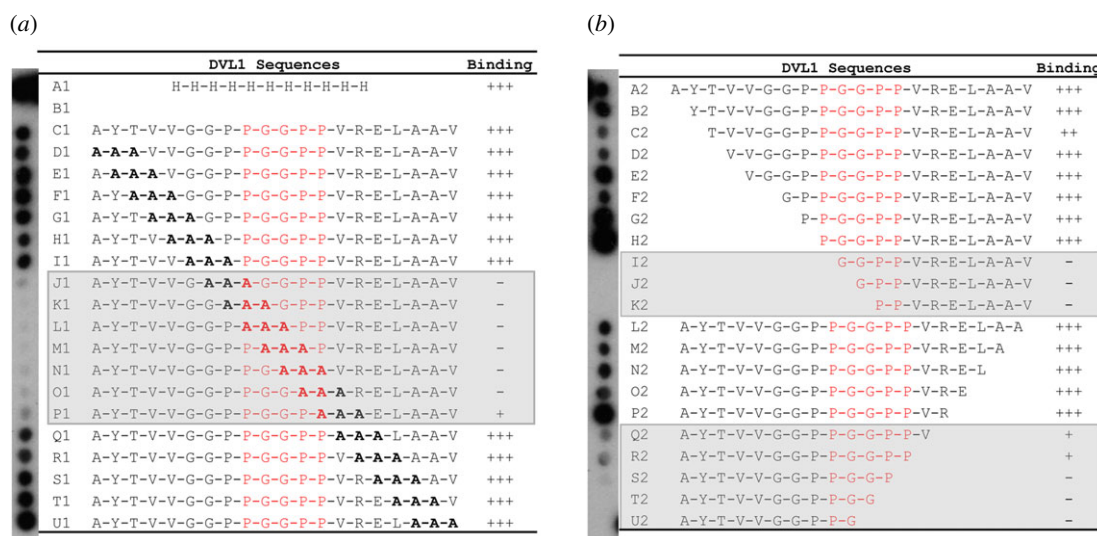 (a)
DVL1 Sequences Binding
A1 H-H-H-H-H-H-H-H-H-H-H +++
B1
C1 A-Y-T-V-V-G-G-P-P-G-G-P-P-V-R-E-L-A-A-V +++
D1 A-A-A-V-V-G-G-P-P-G-G-P-P-V-R-E-L-A-A-V +++
E1 A-A-A-A-V-G-G-P-P-G-G-P-P-V-R-E-L-A-A-V +++
F1 A-Y-A-A-A-G-G-P-P-G-G-P-P-V-R-E-L-A-A-V +++
G1 A-Y-T-A-A-A-G-P-P-G-G-P-P-V-R-E-L-A-A-V +++
H1 A-Y-T-V-A-A-A-P-P-G-G-P-P-V-R-E-L-A-A-V +++
I1 A-Y-T-V-V-A-A-A-P-G-G-P-P-V-R-E-L-A-A-V +++
J1 A-Y-T-V-V-G-A-A-A-G-G-P-P-V-R-E-L-A-A-V -
K1 A-Y-T-V-V-G-G-A-A-A-G-P-P-V-R-E-L-A-A-V -
L1 A-Y-T-V-V-G-G-P-A-A-A-P-P-V-R-E-L-A-A-V -
M1 A-Y-T-V-V-G-G-P-P-A-A-A-P-V-R-E-L-A-A-V -
N1 A-Y-T-V-V-G-G-P-P-G-A-A-A-V-R-E-L-A-A-V -
O1 A-Y-T-V-V-G-G-P-P-G-G-A-A-A-R-E-L-A-A-V -
P1 A-Y-T-V-V-G-G-P-P-G-G-P-A-A-A-E-L-A-A-V +
Q1 A-Y-T-V-V-G-G-P-P-G-G-P-P-A-A-A-L-A-A-V +++
R1 A-Y-T-V-V-G-G-P-P-G-G-P-P-V-A-A-A-A-A-V +++
S1 A-Y-T-V-V-G-G-P-P-G-G-P-P-V-R-A-A-A-A-V +++
T1 A-Y-T-V-V-G-G-P-P-G-G-P-P-V-R-E-A-A-A-V +++
U1 A-Y-T-V-V-G-G-P-P-G-G-P-P-V-R-E-L-A-A-A +++
(b)
DVL1 Sequences Binding
A2 A-Y-T-V-V-G-G-P-P-G-G-P-P-V-R-E-L-A-A-V +++
B2 Y-T-V-V-G-G-P-P-G-G-P-P-V-R-E-L-A-A-V +++
C2 T-V-V-G-G-P-P-G-G-P-P-V-R-E-L-A-A-V ++
D2 V-V-G-G-P-P-G-G-P-P-V-R-E-L-A-A-V +++
E2 V-G-G-P-P-G-G-P-P-V-R-E-L-A-A-V +++
F2 G-P-P-G-G-P-P-V-R-E-L-A-A-V +++
G2 P-P-G-G-P-P-V-R-E-L-A-A-V +++
H2 P-G-G-P-P-V-R-E-L-A-A-V +++
I2 G-G-P-P-V-R-E-L-A-A-V -
J2 G-P-P-V-R-E-L-A-A-V -
K2 P-P-V-R-E-L-A-A-V -
L2 A-Y-T-V-V-G-G-P-P-G-G-P-P-V-R-E-L-A-A +++
M2 A-Y-T-V-V-G-G-P-P-G-G-P-P-V-R-E-L-A +++
N2 A-Y-T-V-V-G-G-P-P-G-G-P-P-V-R-E-L +++
O2 A-Y-T-V-V-G-G-P-P-G-G-P-P-V-R-E +++
P2 A-Y-T-V-V-G-G-P-P-G-G-P-P-V-R +++
Q2 A-Y-T-V-V-G-G-P-P-G-G-P-P-V +
R2 A-Y-T-V-V-G-G-P-P-G-G-P-P +
S2 A-Y-T-V-V-G-G-P-P-G-G-P -
T2 A-Y-T-V-V-G-G-P-P-G-G -
U2 A-Y-T-V-V-G-G-P-P-G -